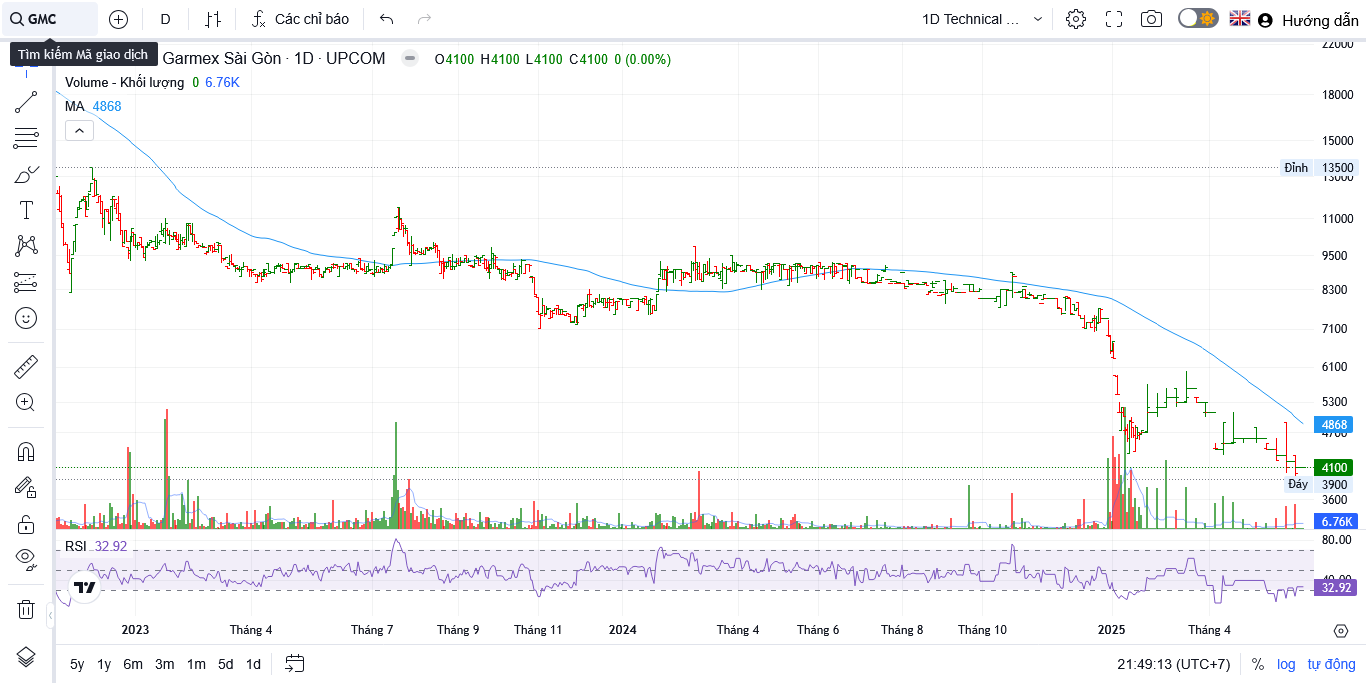 GMC
D
Các chỉ báo
1D Technical ...
Hướng dẫn
Tìm kiếm Mã giao dịch
Garmex Sài Gòn · 1D · UPCOM
O4100 H4100 L4100 C4100 0 (0.00%)
Volume - Khối lượng 0 6.76K
MA 4868
22000
18000
15000
Đỉnh 13500
13000
11000
9500
8300
7100
6100
5300
4868
4700
4100
Đáy 3900
3600
6.76K
RSI 32.92
80.00
40.00
32.92
2023 Tháng 4 Tháng 7 Tháng 9 Tháng 11 2024 Tháng 4 Tháng 6 Tháng 8 Tháng 10 2025 Tháng 4
5y 1y 6m 3m 1m 5d 1d
21:49:13 (UTC+7) % log tự động